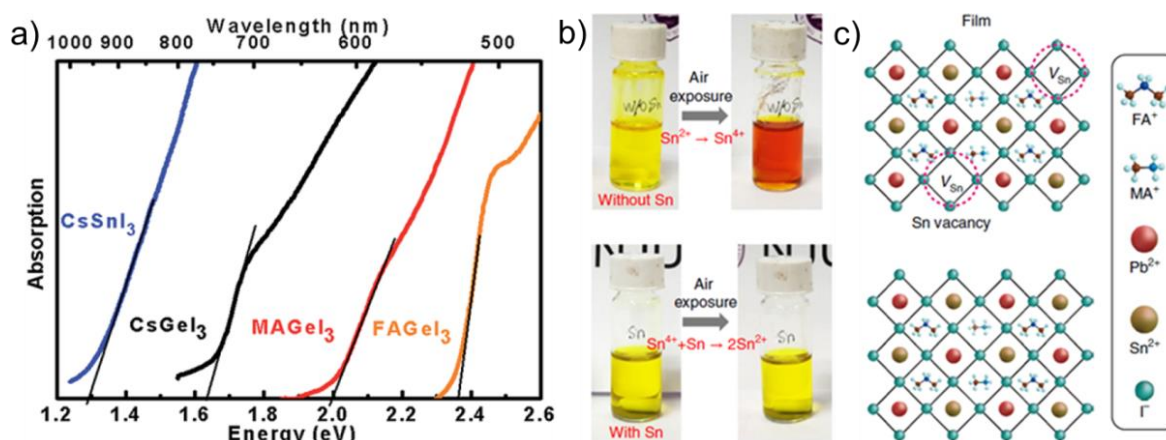 a)
Wavelength (nm)
1000 900 800 700 600 500
Absorption
CsSnI3
CsGeI3
MAGeI3
FAGeI3
1.2 1.4 1.6 1.8 2.0 2.2 2.4 2.6
Energy (eV)
b)
W/O Sn
Air
exposure
Sn2+ → Sn4+
W/O Sn
Without Sn
Sn
Air
exposure
Sn4++Sn → 2Sn2+
Sn
With Sn
c)
Film
VSn
VSn
Sn vacancy
FA+
MA+
Pb2+
Sn2+
I−